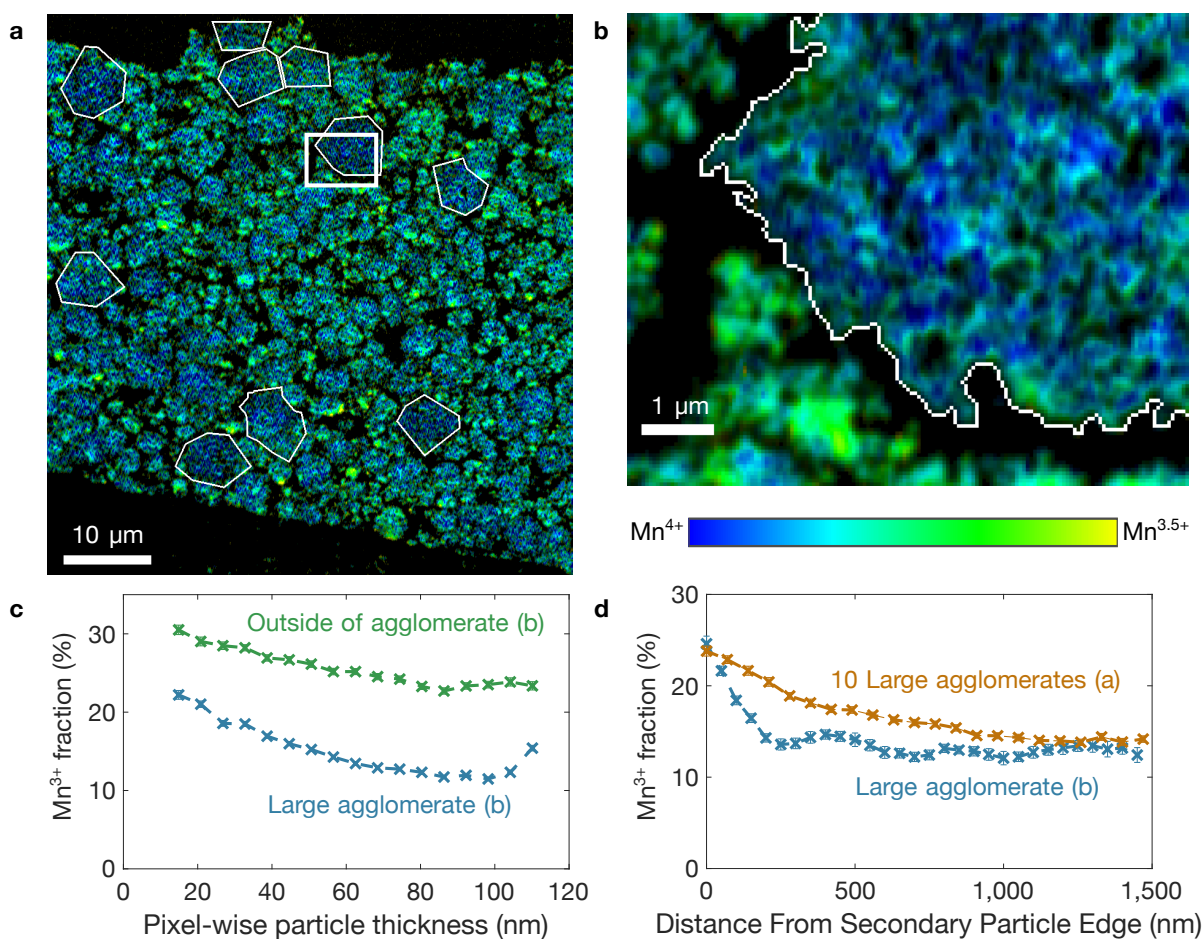 a
10 µm
b
1 µm
Mn4+ Mn3.5+
c
Mn3+ fraction (%)
30
20
10
0
Outside of agglomerate (b)
Large agglomerate (b)
0 20 40 60 80 100 120
Pixel-wise particle thickness (nm)
d
Mn3+ fraction (%)
30
20
10
0
10 Large agglomerates (a)
Large agglomerate (b)
0 500 1,000 1,500
Distance From Secondary Particle Edge (nm)